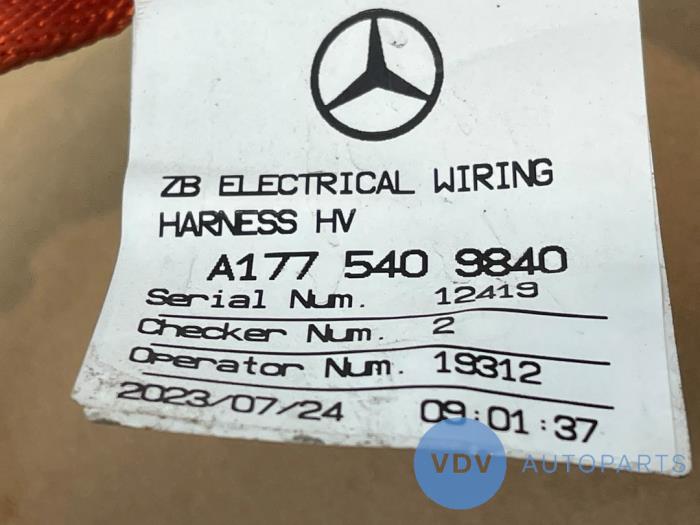 ZB ELECTRICAL WIRING
HARNESS HV
A177 540 9840
Serial Num. 12419
Checker Num. 2
Operator Num. 19312
2023/07/24 09:01:37
VDV AUTOPARTS